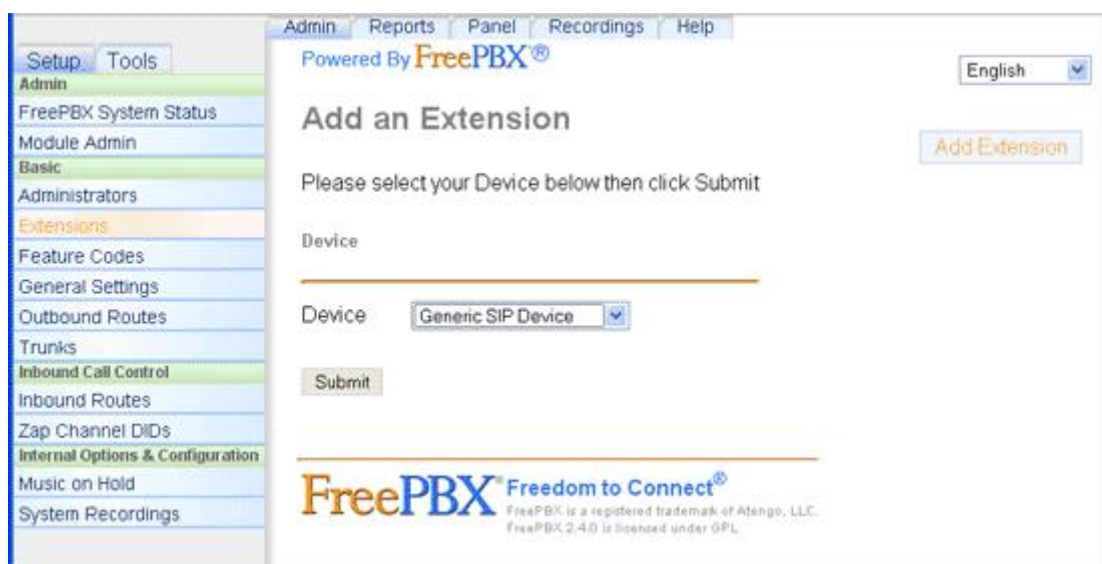 Admin Reports Panel Recordings Help
Setup Tools
Admin
FreePBX System Status
Module Admin
Basic
Administrators
Extensions
Feature Codes
General Settings
Outbound Routes
Trunks
Inbound Call Control
Inbound Routes
Zap Channel DIDs
Internal Options & Configuration
Music on Hold
System Recordings
Powered By FreePBX®
English
Add an Extension
Add Extension
Please select your Device below then click Submit
Device
Device Generic SIP Device
Submit
FreePBX® Freedom to Connect®
FreePBX is a registered trademark of Atengo, LLC.
FreePBX 2.4.0 is licensed under GPL